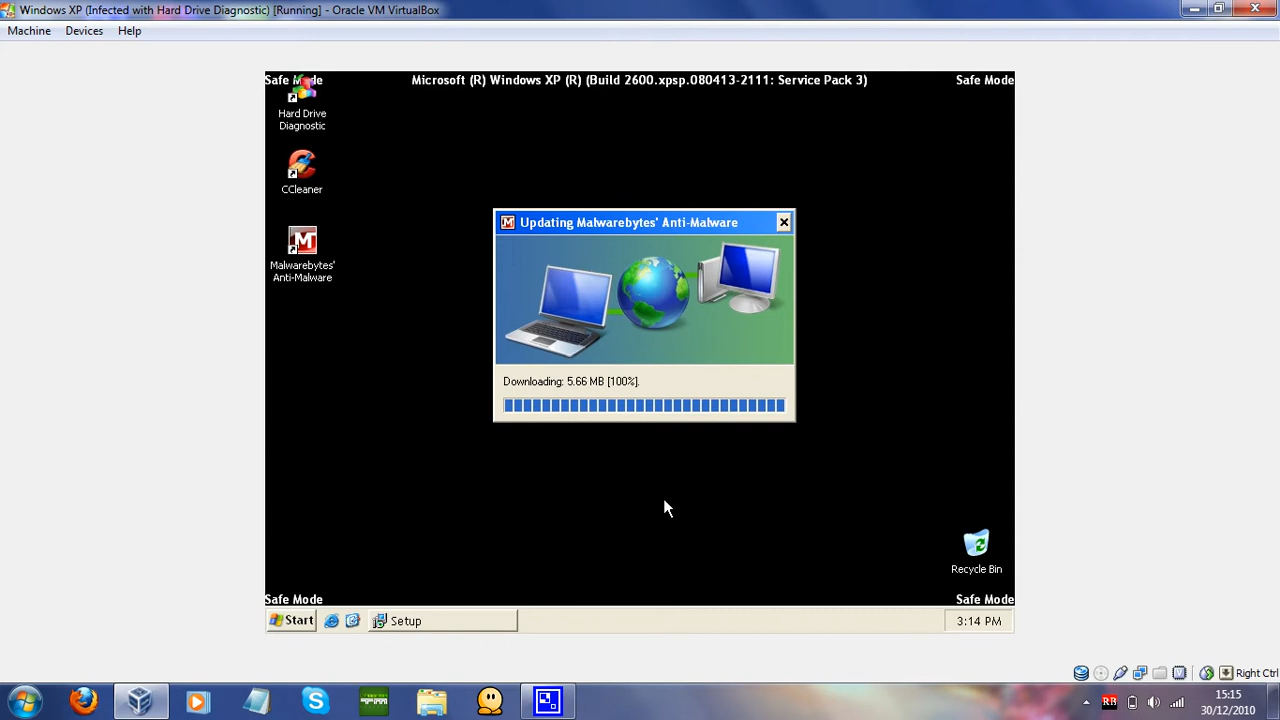 Windows XP (Infected with Hard Drive Diagnostic) [Running] - Oracle VM VirtualBox
Machine Devices Help
Safe Mode Microsoft (R) Windows XP (R) (Build 2600.xpsp.080413-2111: Service Pack 3) Safe Mode
Hard Drive
Diagnostic
CCleaner
Malwarebytes'
Anti-Malware
Updating Malwarebytes' Anti-Malware
Downloading: 5.66 MB [100%].
Recycle Bin
Safe Mode Safe Mode
Start Setup 3:14 PM
Right Ctrl
15:15
30/12/2010